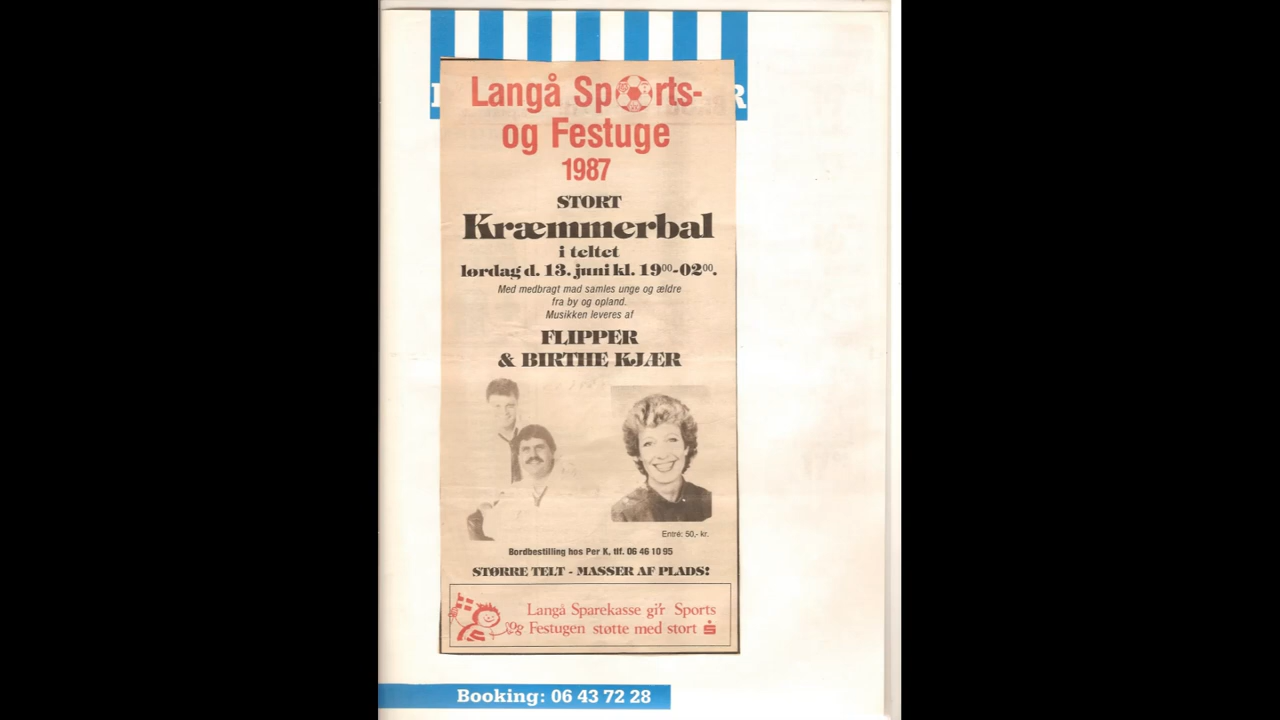 Langå Sports-
og Festuge
1987
STORT
Kræmmerbal
i teltet
lørdag d. 13. juni kl. 19⁰⁰-02⁰⁰.
Med medbragt mad samles unge og ældre
fra by og opland.
Musikken leveres af
FLIPPER
& BIRTHE KJÆR
Entré: 50,- kr.
Bordbestilling hos Per K, tlf. 06 46 10 95
STØRRE TELT - MASSER AF PLADS!
Langå Sparekasse gi'r Sports
og Festugen støtte med stort S
Booking: 06 43 72 28